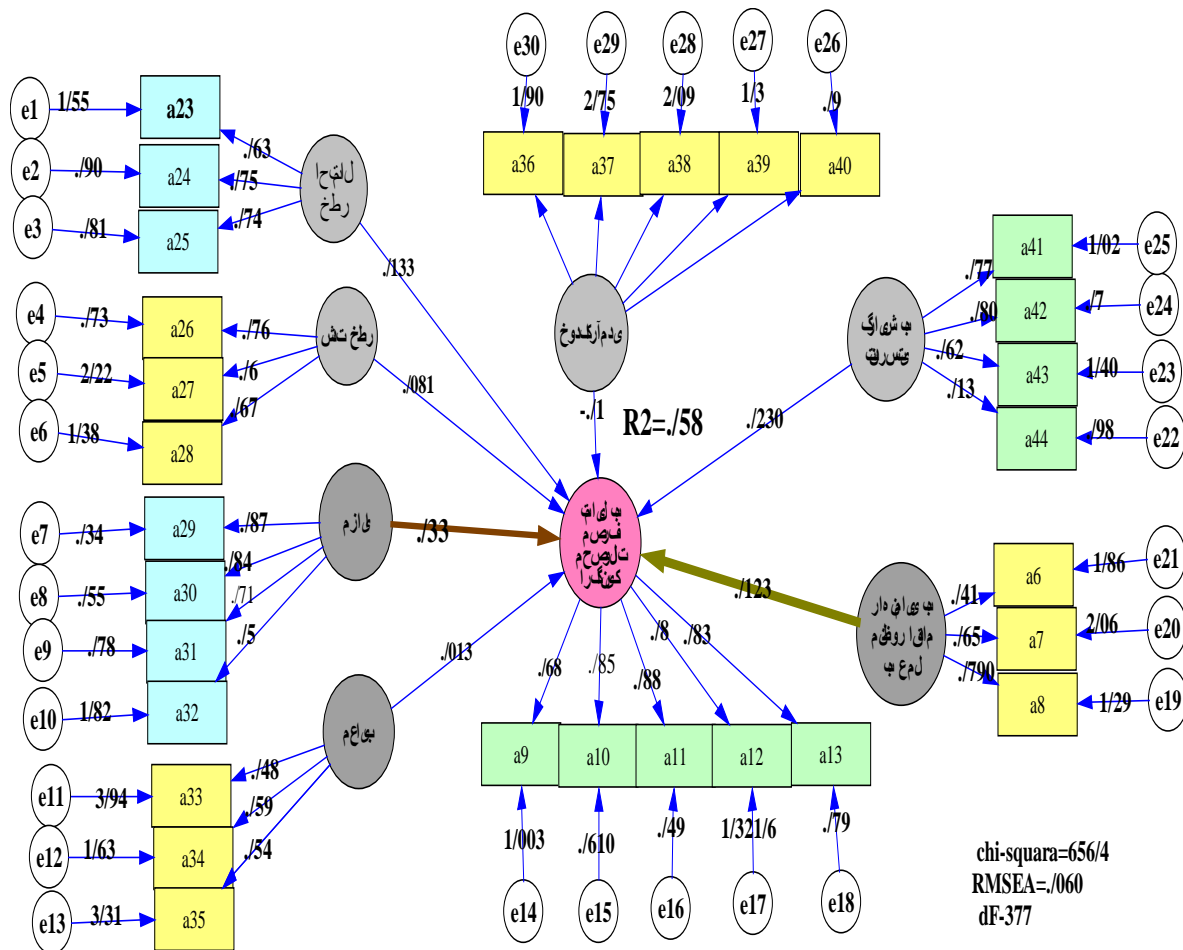 e30
e29
e28
e27
e26
1/90
2/75
2/09
1/3
./9
a36
a37
a38
a39
a40
e1
1/55
a23
./63
e2
./90
a24
./75
e3
./81
a25
./74
خطر
./133
e4
./73
a26
./76
e5
2/22
a27
./6
e6
1/38
a28
./67
خطر
./081
-./1
R2=./58
a41
./77
1/02
e25
a42
./80
./7
e24
a43
./62
1/40
e23
a44
./13
./98
e22
./230
e7
./34
a29
./87
e8
./55
a30
./84
e9
./78
a31
./71
e10
1/82
a32
./5
./33
a6
./41
1/86
e21
a7
./65
2/06
e20
a8
./790
1/29
e19
./123
e11
3/94
a33
./48
e12
1/63
a34
./59
e13
3/31
a35
./54
./013
./68
./85
./88
./8
./83
a9
a10
a11
a12
a13
1/003
./610
./49
1/321/6
./79
e14
e15
e16
e17
e18
chi-squara=656/4
RMSEA=./060
dF-377